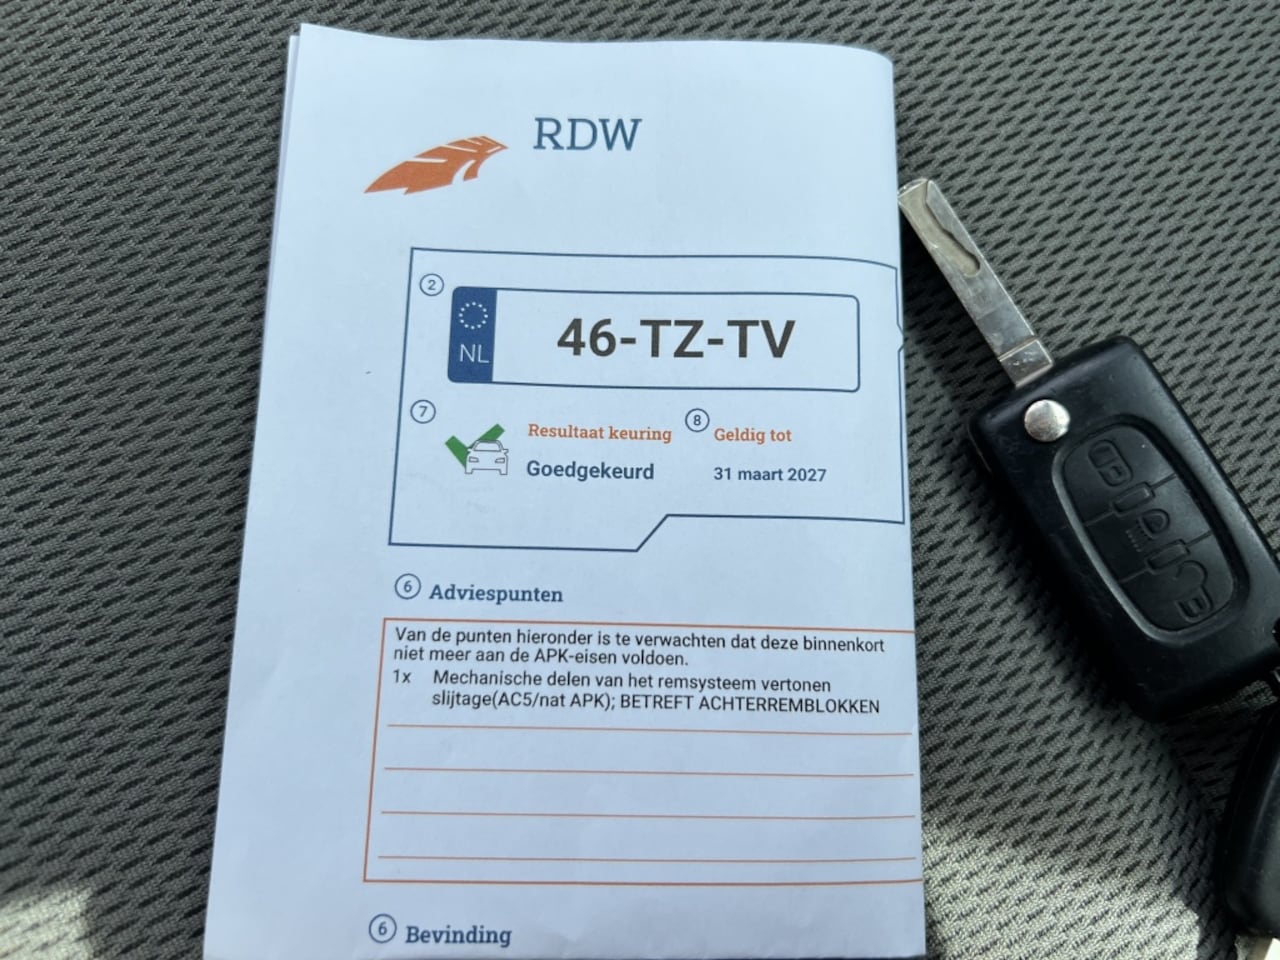 RDW
2
NL
46-TZ-TV
7
Resultaat keuring
8
Geldig tot
Goedgekeurd
31 maart 2027
6 Adviespunten
Van de punten hieronder is te verwachten dat deze binnenkort
niet meer aan de APK-eisen voldoen.
1x Mechanische delen van het remsysteem vertonen
slijtage(AC5/nat APK); BETREFT ACHTERREMBLOKKEN
6 Bevinding